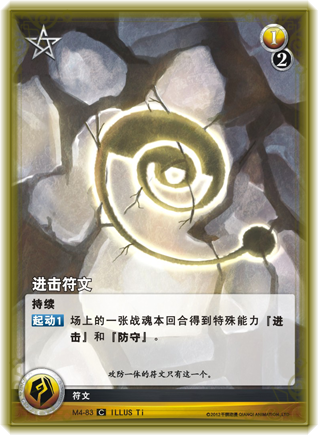 I
2
进击符文
持续
起动1 场上的一张战魂本回合得到特殊能力『进
击』和『防守』。
攻防一体的符文只有这一个。
符文
M4-83 C ILLUS Ti